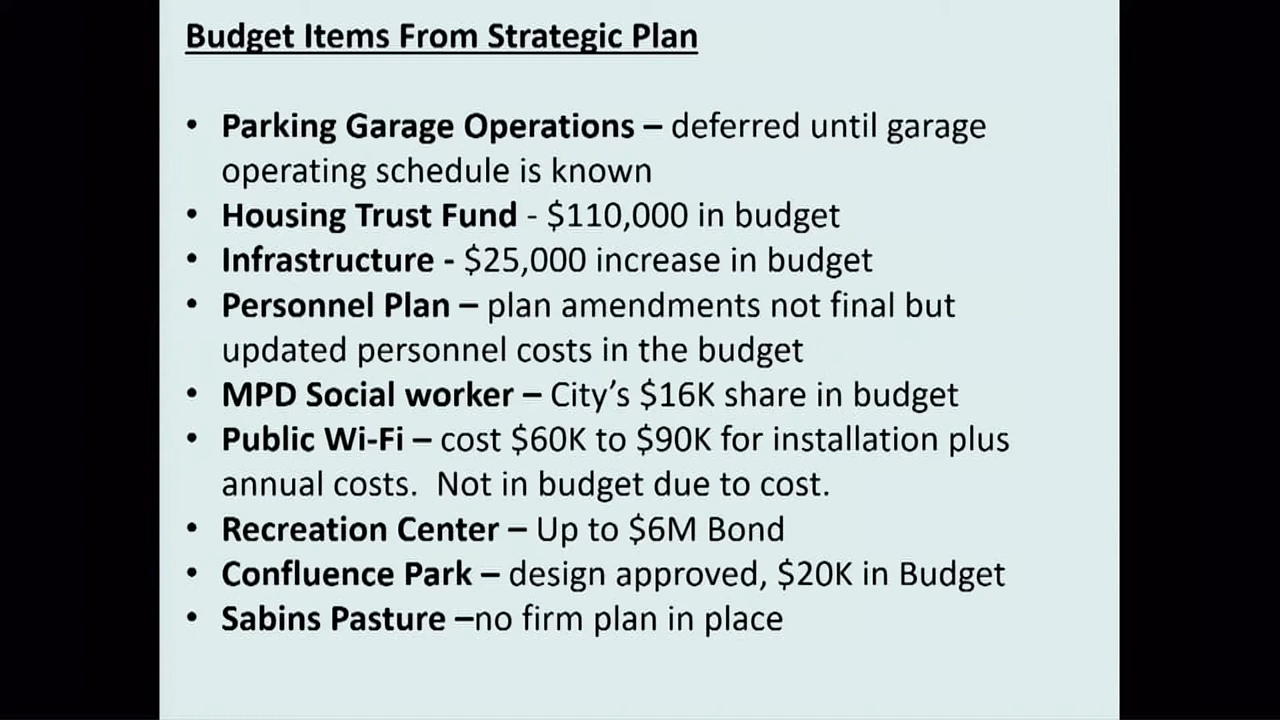 Budget Items From Strategic Plan
• Parking Garage Operations – deferred until garage
operating schedule is known
• Housing Trust Fund - $110,000 in budget
• Infrastructure - $25,000 increase in budget
• Personnel Plan – plan amendments not final but
updated personnel costs in the budget
• MPD Social worker – City’s $16K share in budget
• Public Wi-Fi – cost $60K to $90K for installation plus
annual costs.  Not in budget due to cost.
• Recreation Center – Up to $6M Bond
• Confluence Park – design approved, $20K in Budget
• Sabins Pasture –no firm plan in place